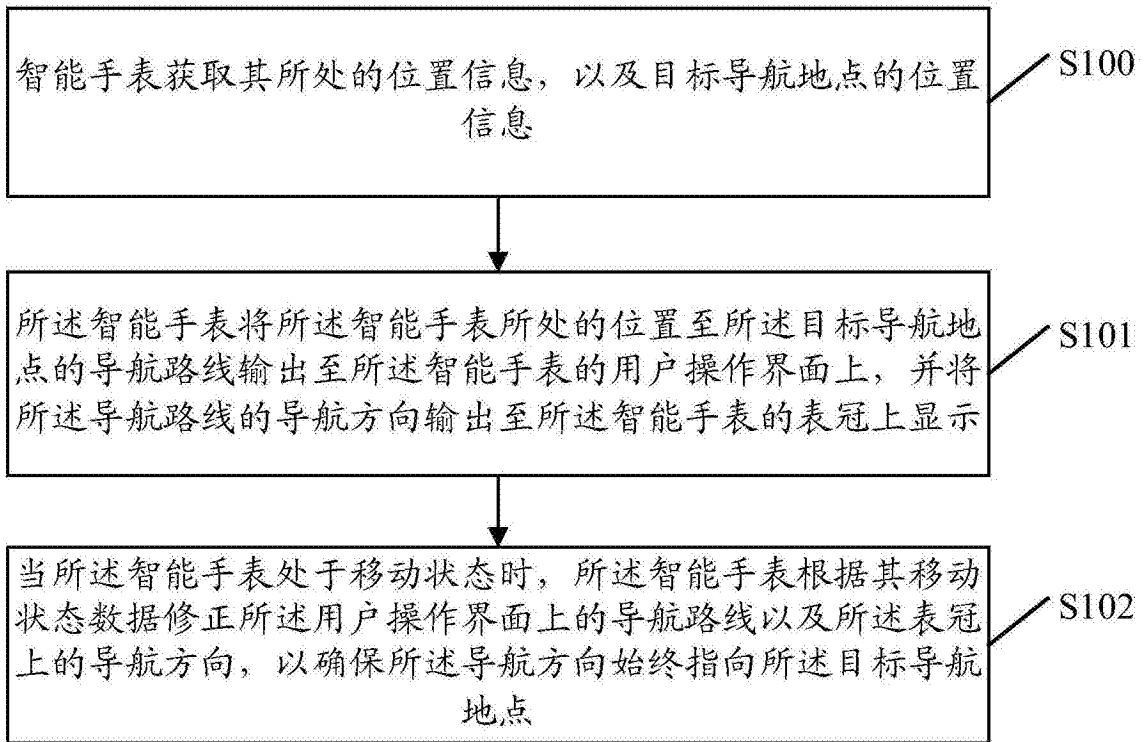 智能手表获取其所处的位置信息，以及目标导航地点的位置
信息
S100
所述智能手表将所述智能手表所处的位置至所述目标导航地
点的导航路线输出至所述智能手表的用户操作界面上，并将
所述导航路线的导航方向输出至所述智能手表的表冠上显示
S101
当所述智能手表处于移动状态时，所述智能手表根据其移动
状态数据修正所述用户操作界面上的导航路线以及所述表冠
上的导航方向，以确保所述导航方向始终指向所述目标导航
地点
S102